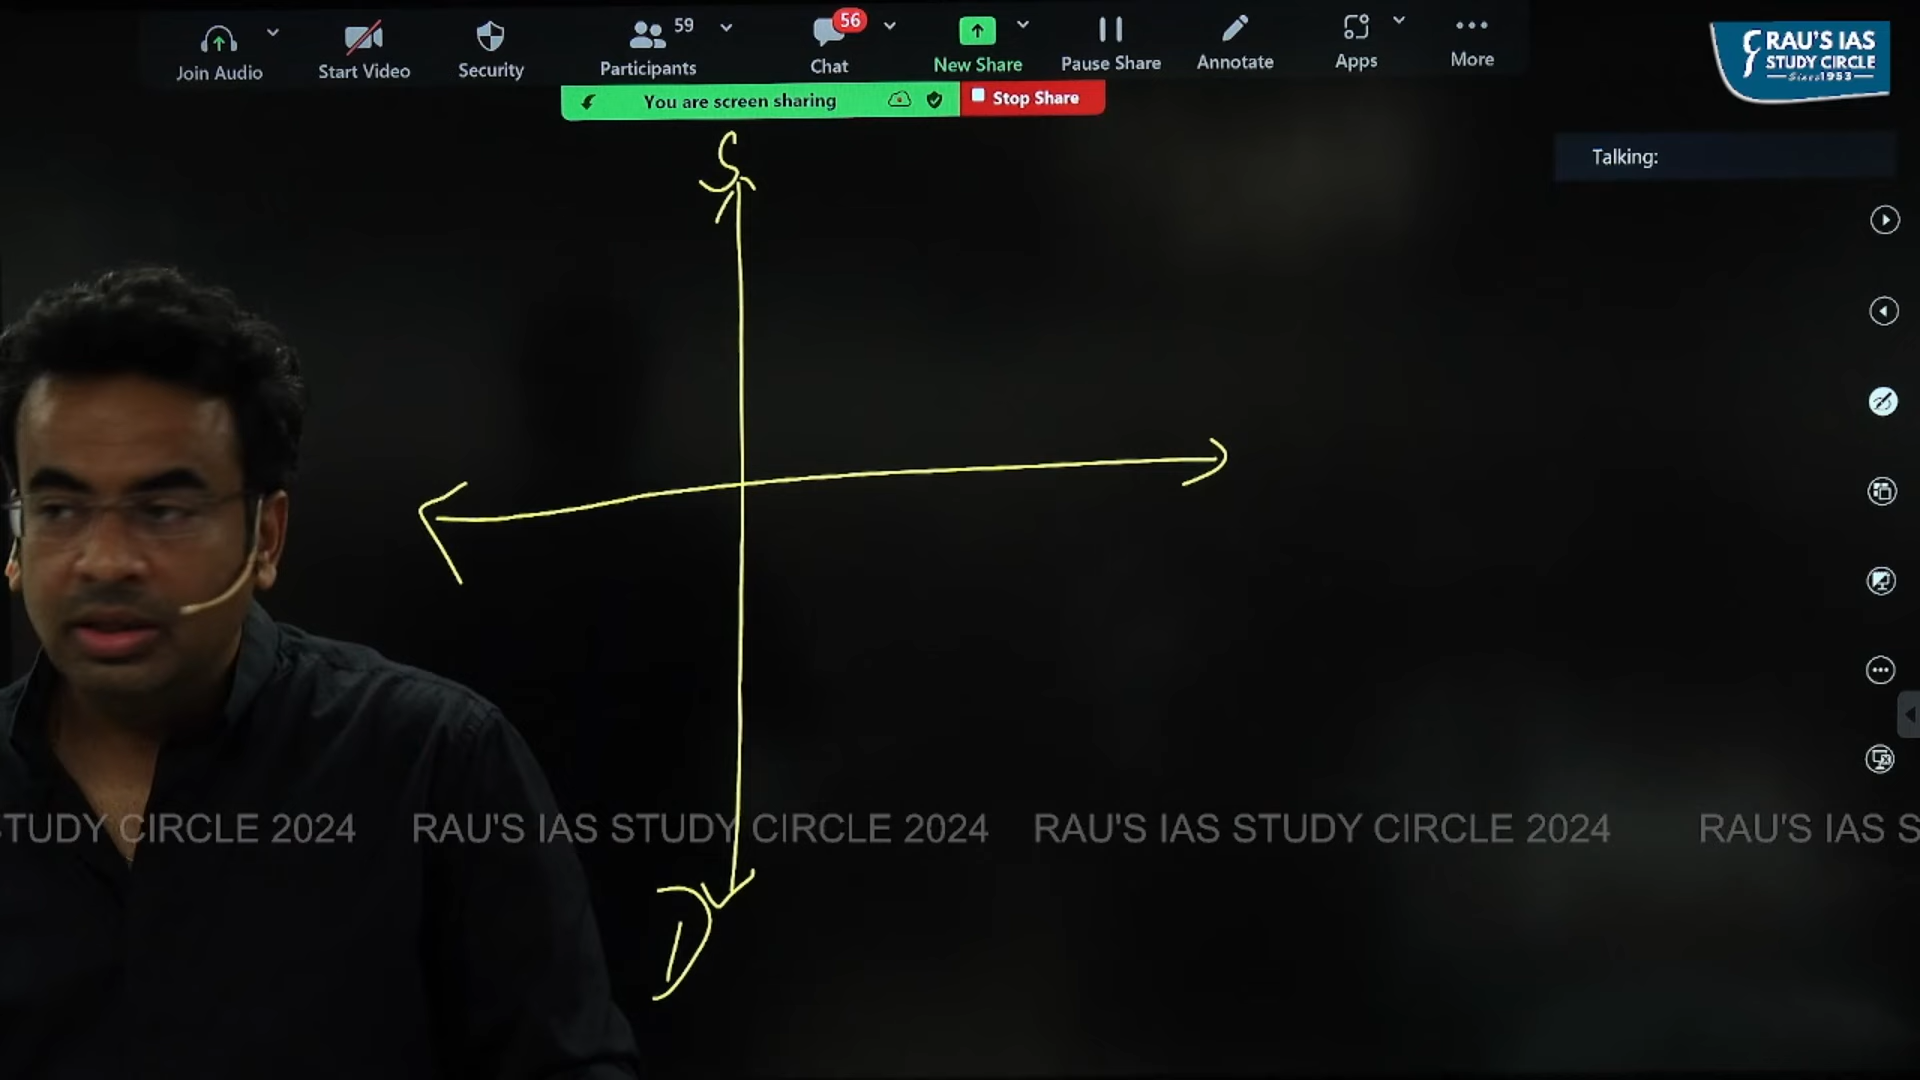 Join Audio
Start Video
Security
59
Participants
56
Chat
New Share
Pause Share
Annotate
Apps
More
RAU'S IAS
STUDY CIRCLE
Since 1953
You are screen sharing
Stop Share
Talking:
S
D
TUDY CIRCLE 2024 RAU'S IAS STUDY CIRCLE 2024 RAU'S IAS STUDY CIRCLE 2024 RAU'S IAS S